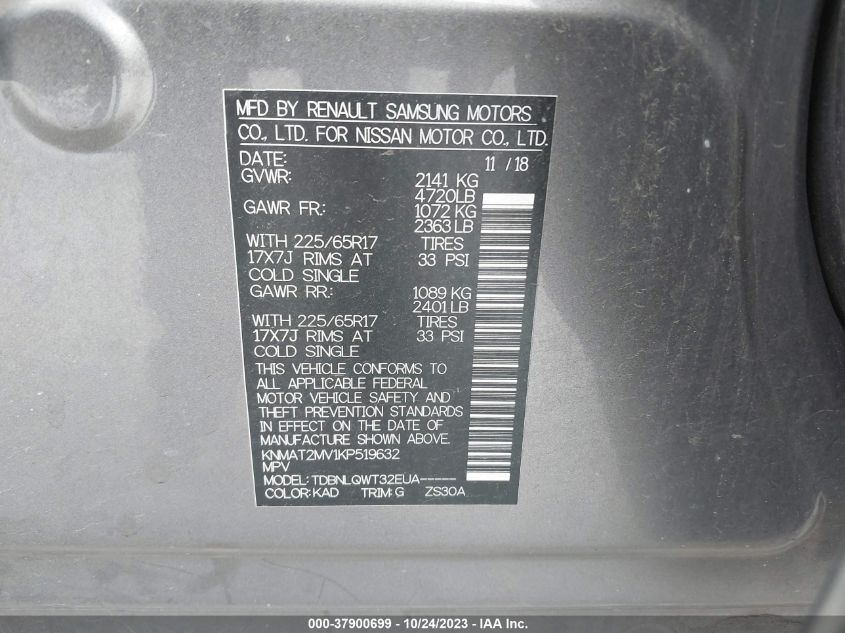 MFD BY RENAULT SAMSUNG MOTORS
CO., LTD. FOR NISSAN MOTOR CO., LTD.
DATE: 11 / 18
GVWR: 2141 KG
4720LB
GAWR FR.: 1072 KG
2363 LB
WITH 225/65R17 TIRES
17X7J RIMS AT 33 PSI
COLD SINGLE
GAWR RR.: 1089 KG
2401LB
WITH 225/65R17 TIRES
17X7J RIMS AT 33 PSI
COLD SINGLE
THIS VEHICLE CONFORMS TO
ALL APPLICABLE FEDERAL
MOTOR VEHICLE SAFETY AND
THEFT PREVENTION STANDARDS
IN EFFECT ON THE DATE OF
MANUFACTURE SHOWN ABOVE.
KNMAT2MV1KP519632
MPV
MODEL: TDBNLQWT32EUA-----
COLOR: KAD TRIM: G ZS30A
000-37900699 - 10/24/2023 - IAA Inc.